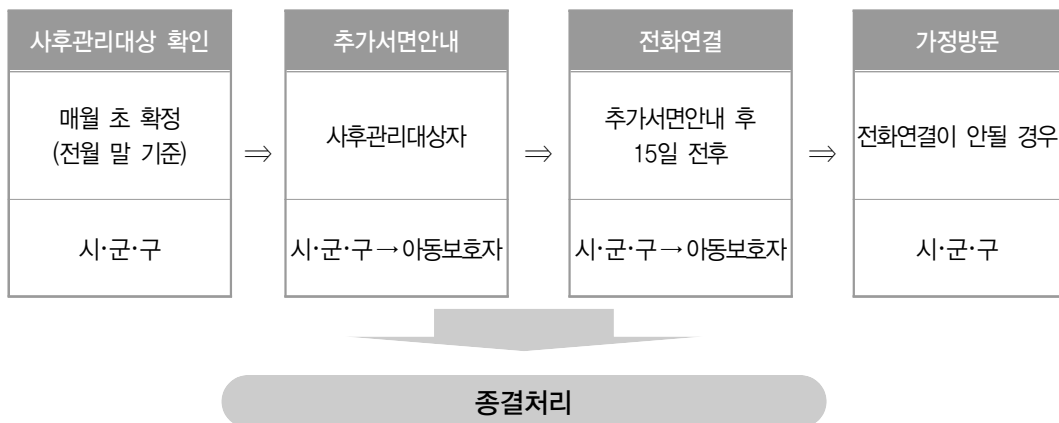 사후관리대상 확인
매월 초 확정
(전월 말 기준)
시·군·구
⇒
추가서면안내
사후관리대상자
시·군·구→아동보호자
⇒
전화연결
추가서면안내 후
15일 전후
시·군·구→아동보호자
⇒
가정방문
전화연결이 안될 경우
시·군·구
종결처리